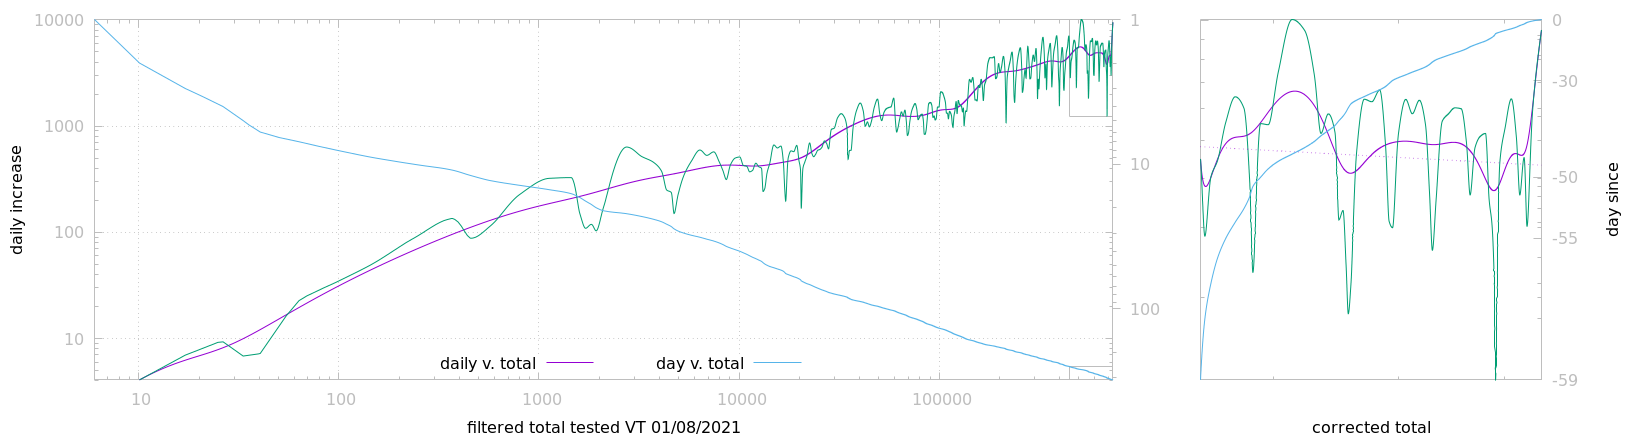 10000
1000
100
10
daily increase
10
100
1000
10000
100000
filtered total tested VT 01/08/2021
daily v. total
day v. total
1
10
100
0
-30
-50
-55
-59
day since
corrected total